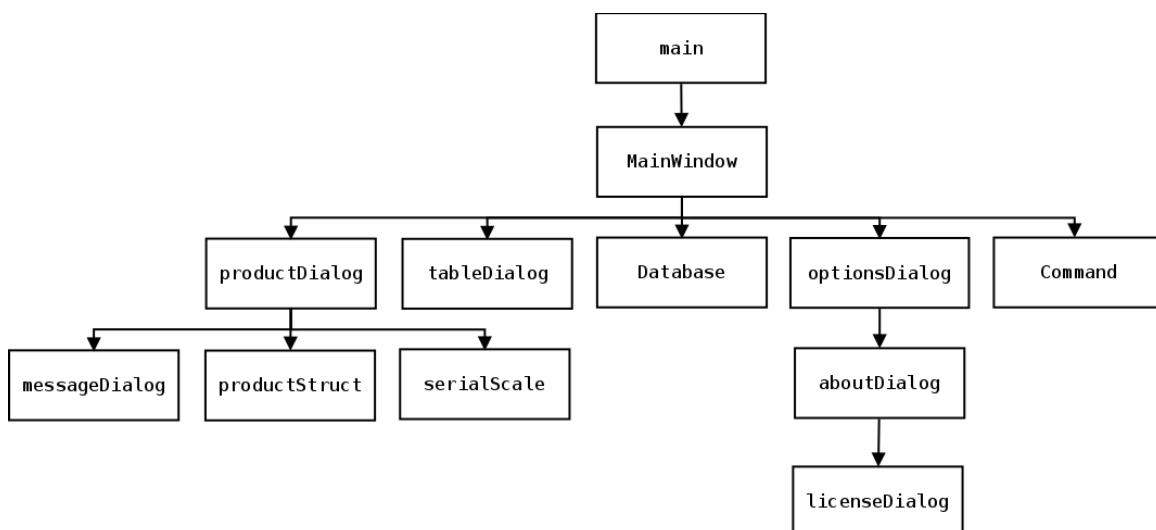 main
MainWindow
productDialog
tableDialog
Database
optionsDialog
Command
messageDialog
productStruct
serialScale
aboutDialog
licenseDialog